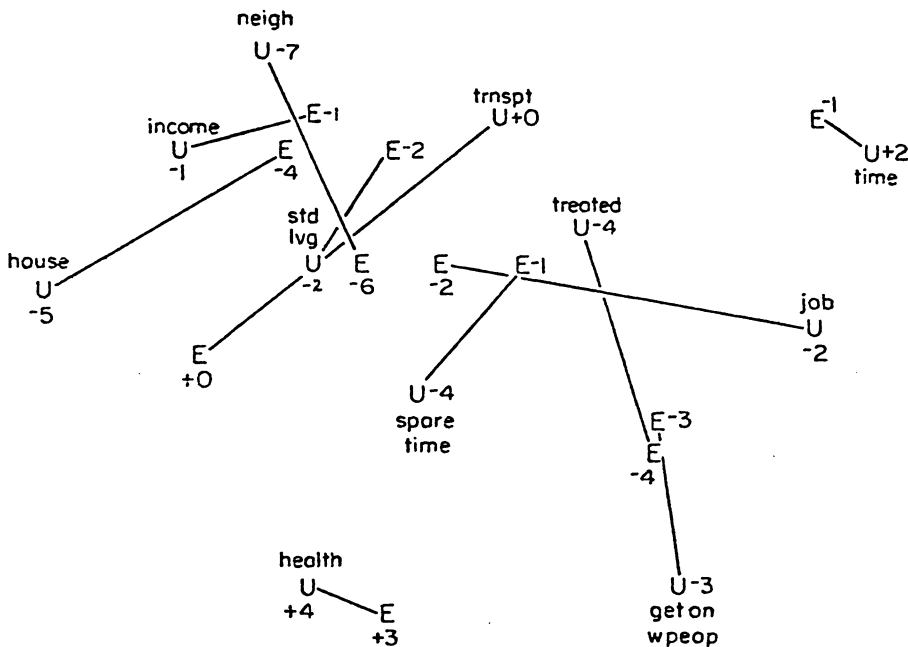 neigh
U-7
trnspt
U+0
E-1
income
U
-1
E-1
E
-4
E-2
U+2
time
std
lvg
U
-2
E
-6
treated
U-4
house
U
-5
E
-2
E-1
job
U
-2
E
+0
U-4
spare
time
E-3
E
-4
health
U
+4
E
+3
U-3
get on
wpeop